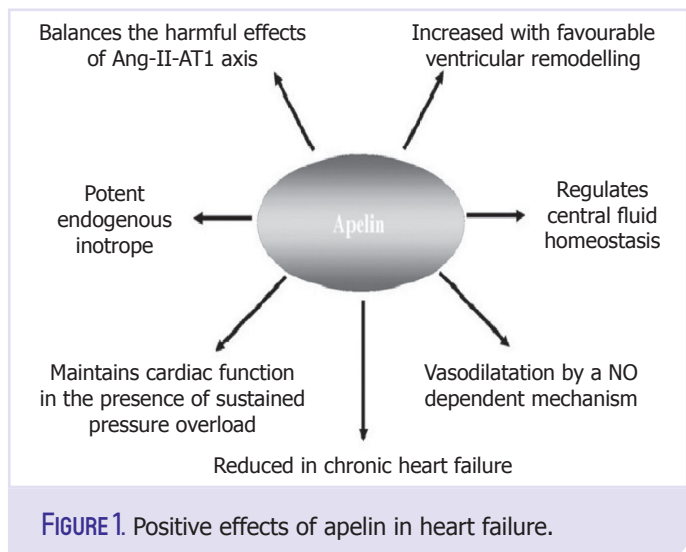 Balances the harmful effects
of Ang-II-AT1 axis
Increased with favourable
ventricular remodelling
Potent
endogenous
inotrope
Apelin
Regulates
central fluid
homeostasis
Maintains cardiac function
in the presence of sustained
pressure overload
Vasodilatation by a NO
dependent mechanism
Reduced in chronic heart failure
FIGURE 1. Positive effects of apelin in heart failure.